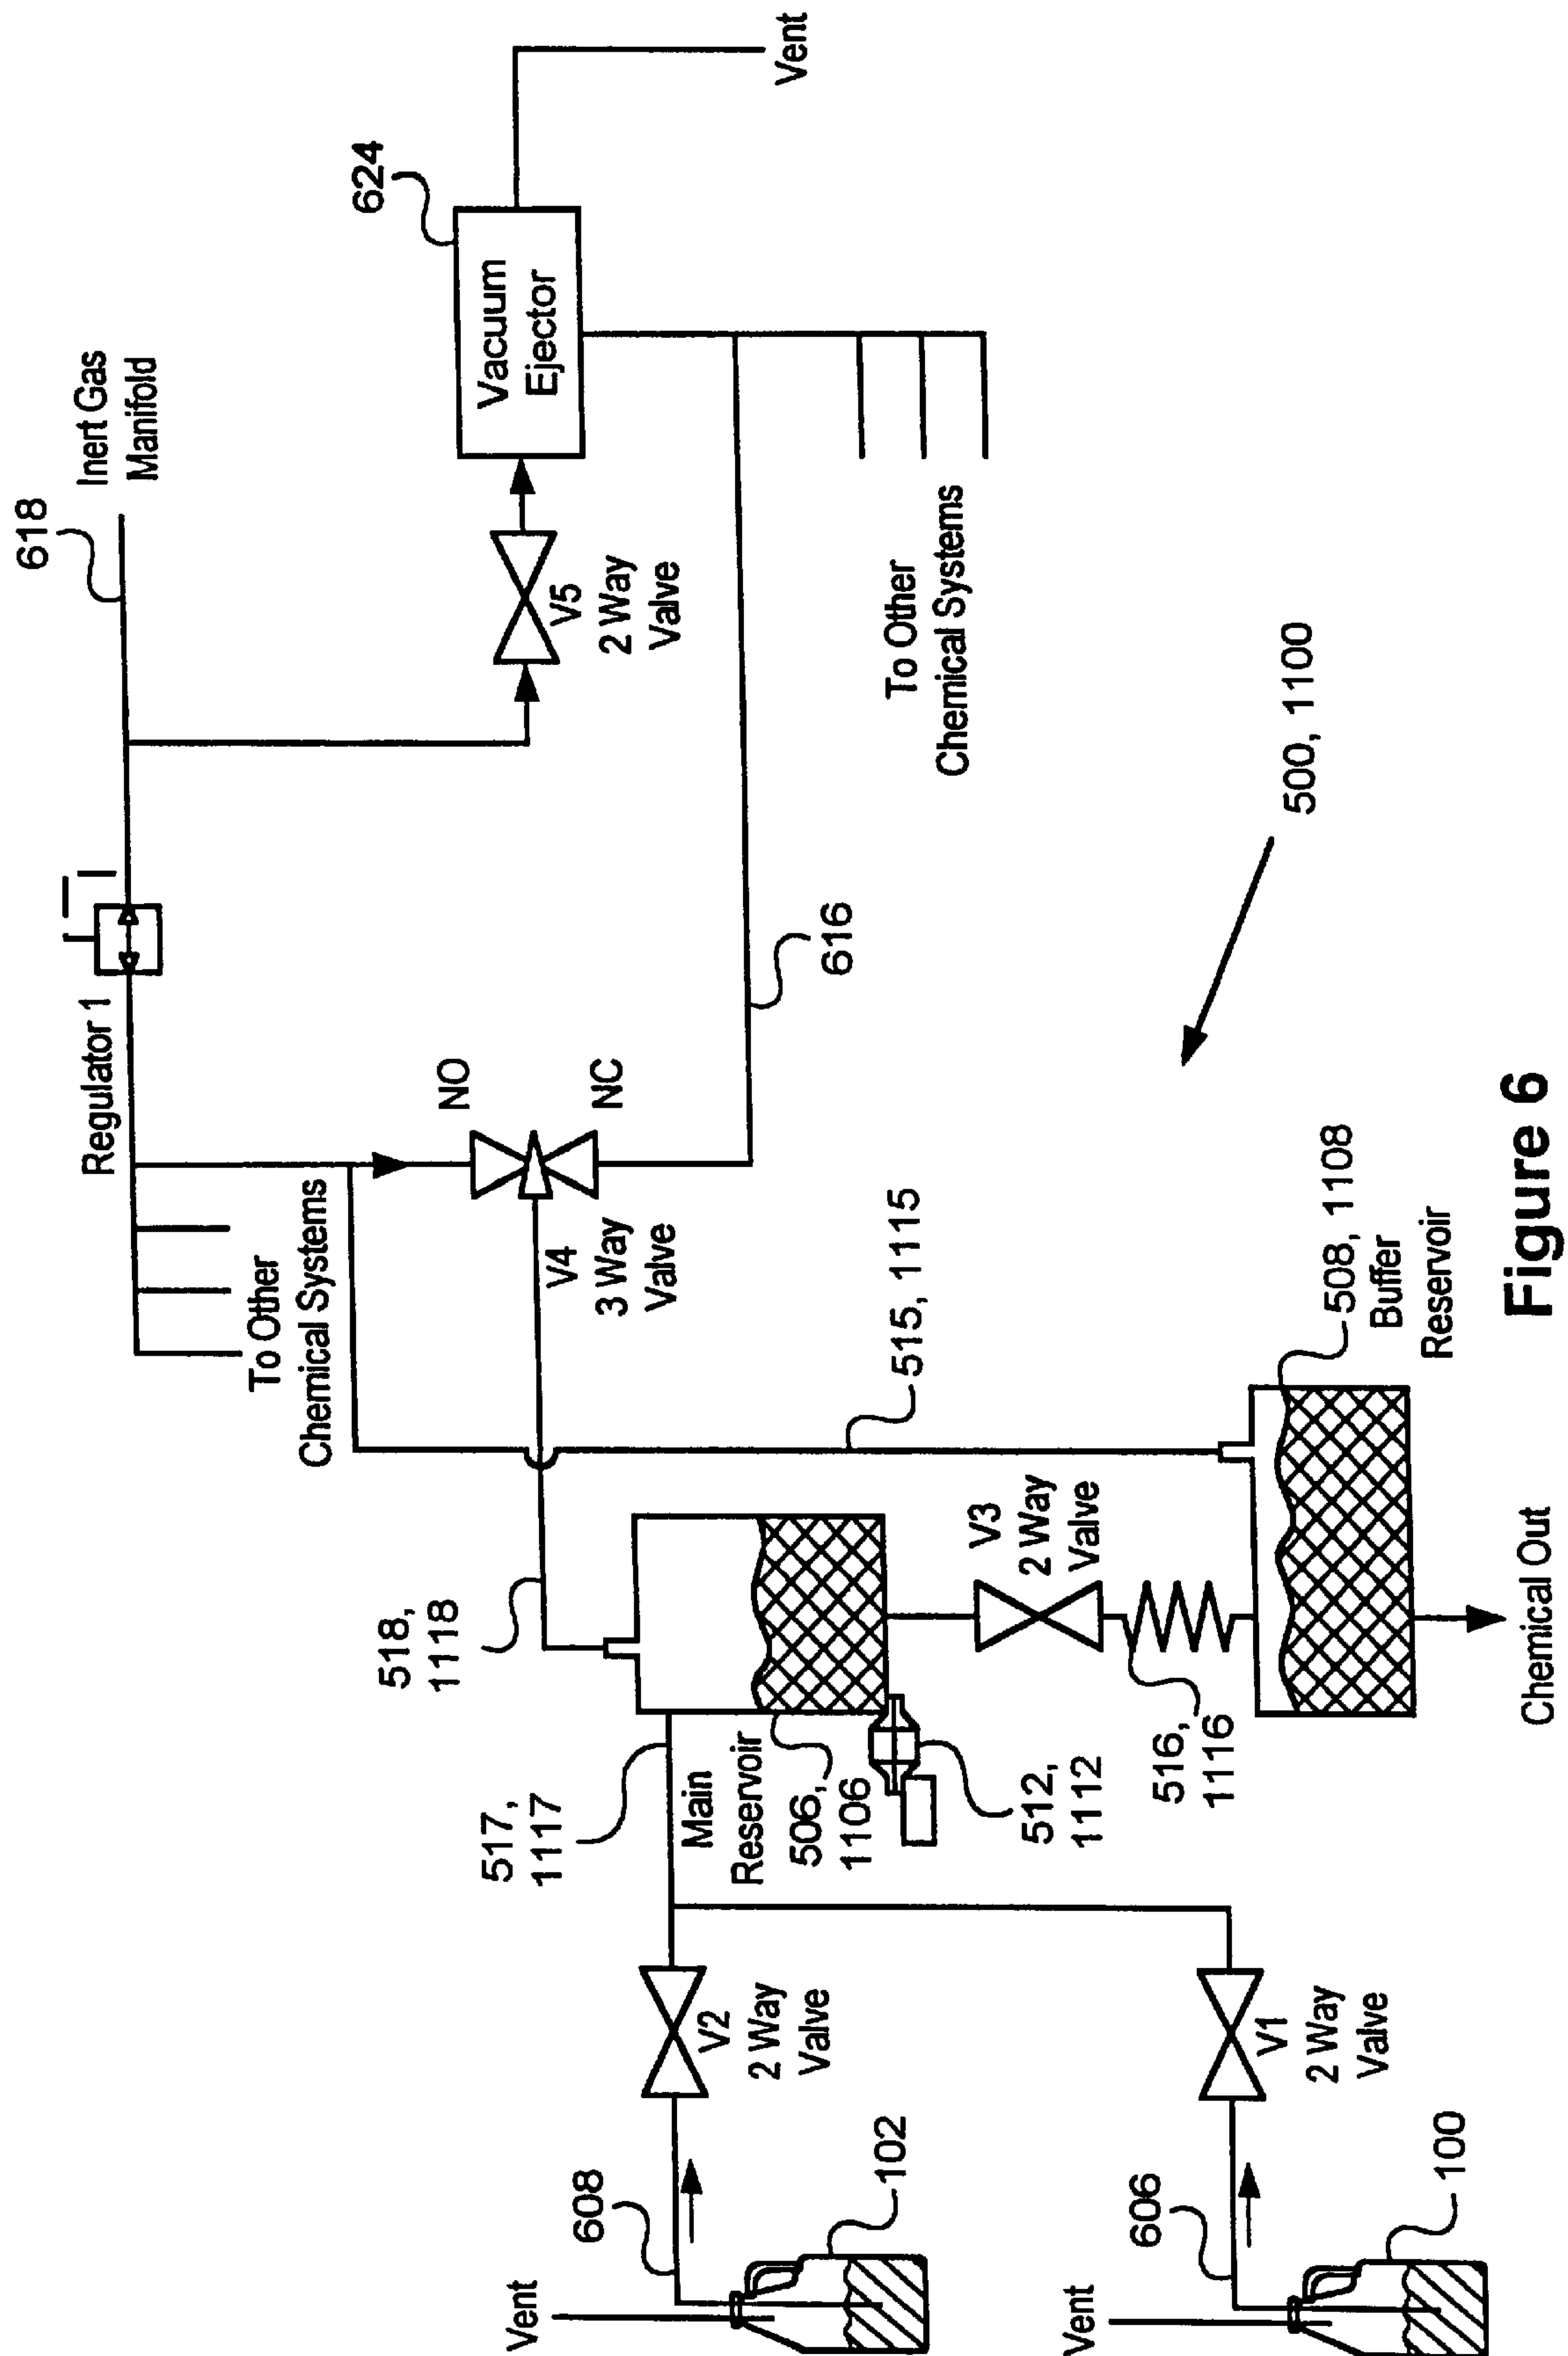 618
Inert Gas
Manifold
Regulator 1
To Other
Chemical Systems
624
Vacuum
Ejector
Vent
V5
2 Way
Valve
NO
NC
V4
3 Way
Valve
616
To Other
Chemical Systems
500, 1100
518,
1118
517,
1117
Main
Reservoir
506,
1106
512,
1112
V3
2 Way
Valve
516,
1116
515, 1115
508, 1108
Buffer
Reservoir
Chemical Out
Vent
608
102
V2
2 Way
Valve
Vent
606
100
V1
2 Way
Valve
Figure 6